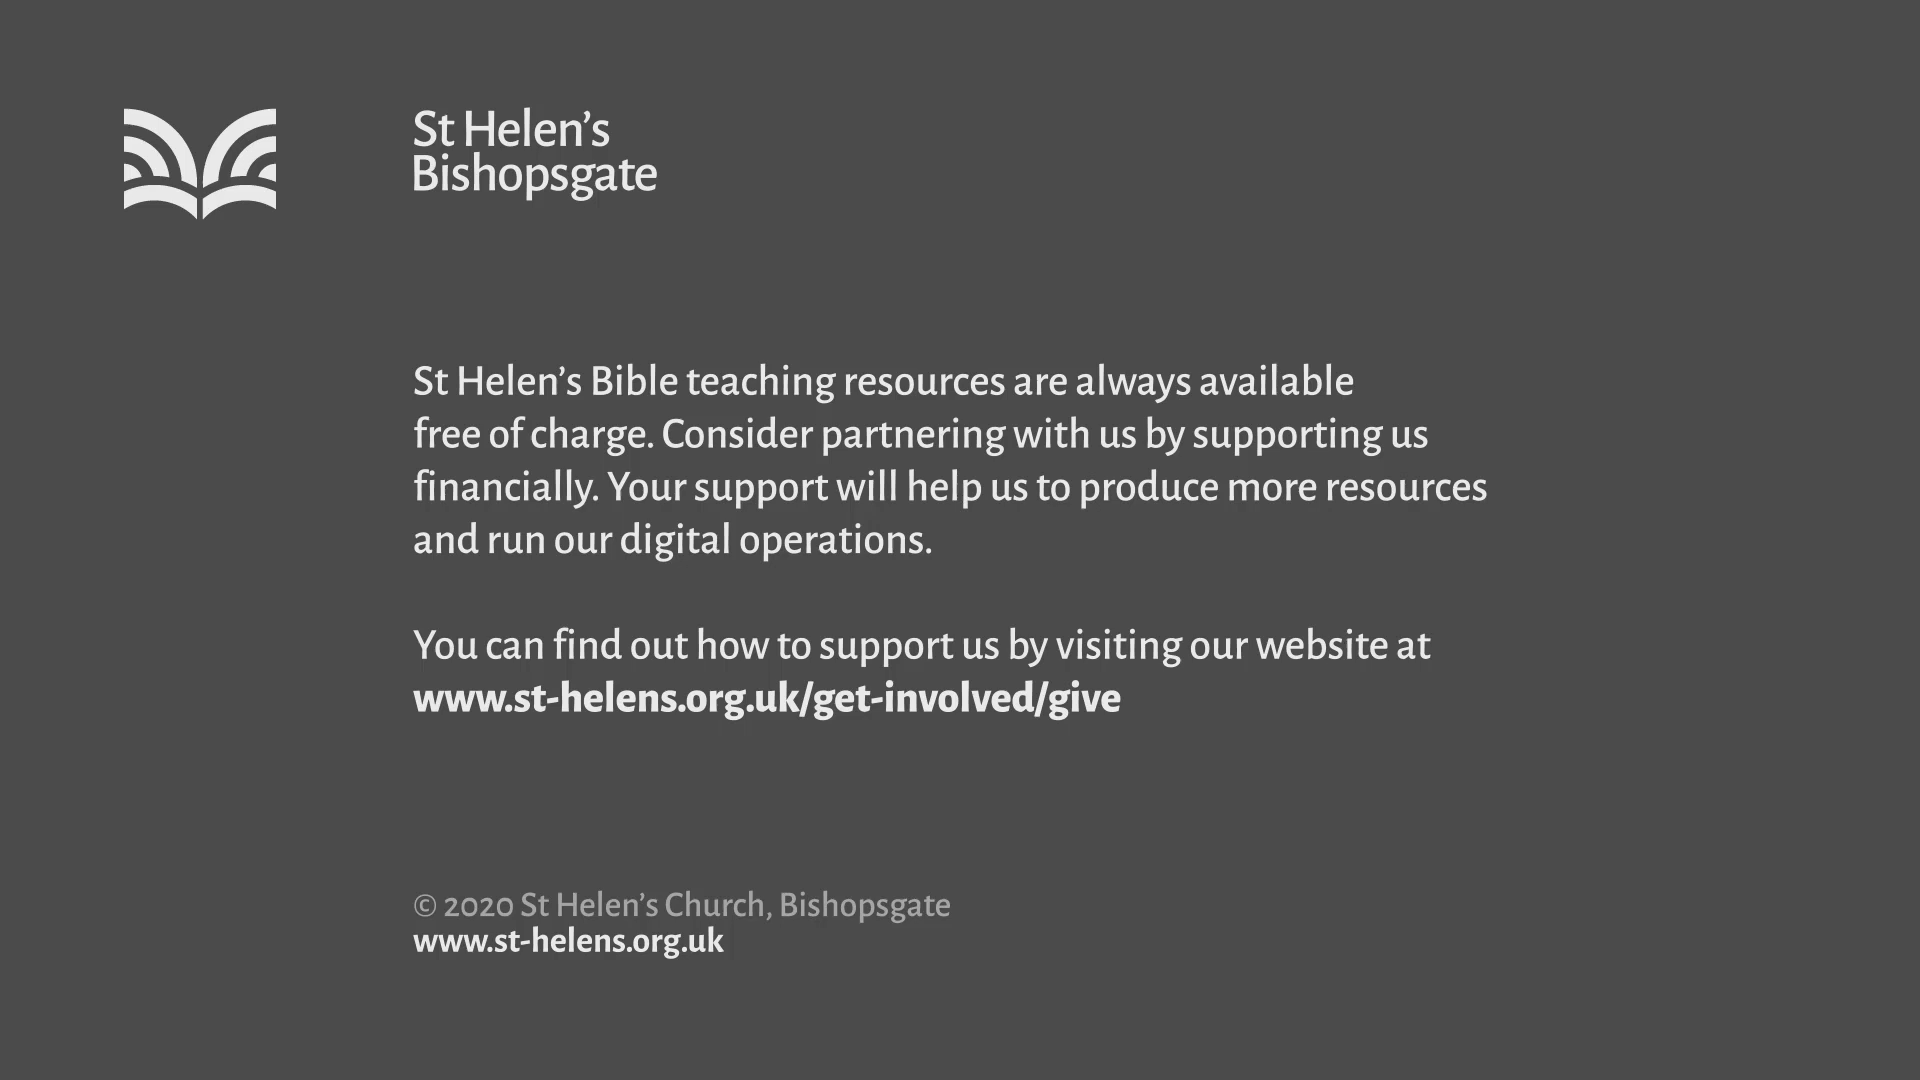 St Helen’s
Bishopsgate
St Helen’s Bible teaching resources are always available
free of charge. Consider partnering with us by supporting us
financially. Your support will help us to produce more resources
and run our digital operations.
You can find out how to support us by visiting our website at
www.st-helens.org.uk/get-involved/give
© 2020 St Helen’s Church, Bishopsgate
www.st-helens.org.uk